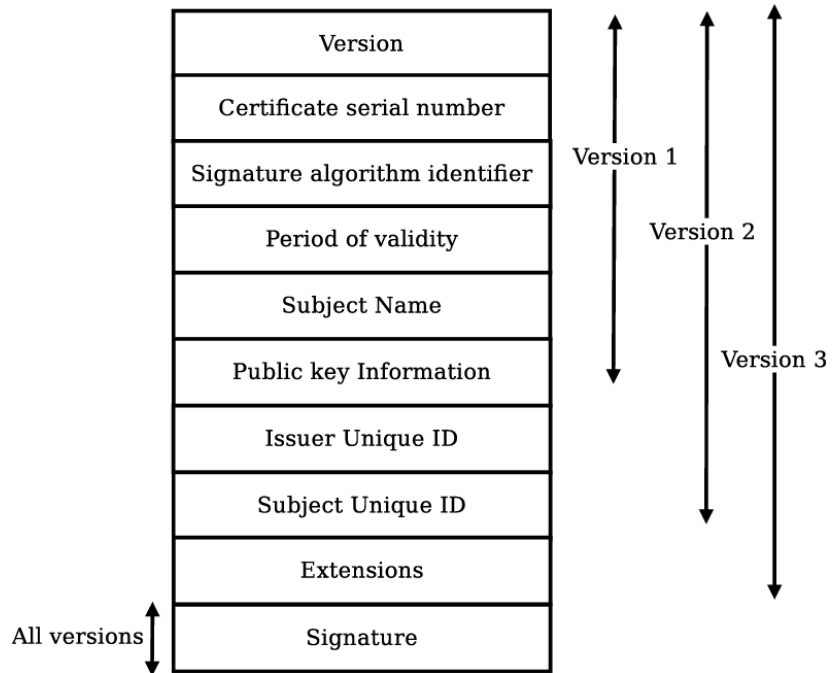 Version
Certificate serial number
Signature algorithm identifier
Period of validity
Subject Name
Public key Information
Issuer Unique ID
Subject Unique ID
Extensions
Signature
Version 1
Version 2
Version 3
All versions